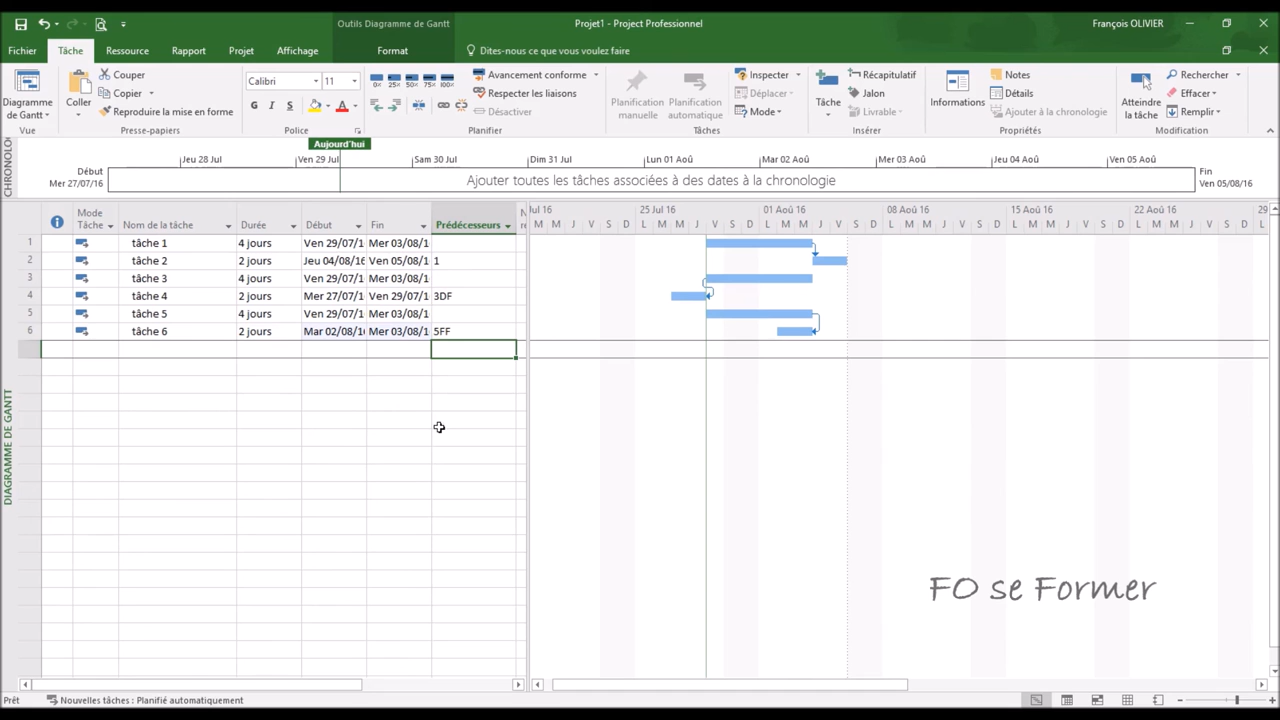 Outils Diagramme de Gantt
Projet1 - Project Professionnel
François OLIVIER
Fichier Tâche Ressource Rapport Projet Affichage Format Dites-nous ce que vous voulez faire
Diagramme de Gantt
Vue
Coller
Couper
Copier
Reproduire la mise en forme
Presse-papiers
Calibri 11
G I S A
Police
0% 25% 50% 75% 100%
Avancement conforme
Respecter les liaisons
Désactiver
Planifier
Planification manuelle
Planification automatique
Inspecter
Déplacer
Mode
Tâches
Tâche
Récapitulatif
Jalon
Livrable
Insérer
Informations
Notes
Détails
Ajouter à la chronologie
Propriétés
Atteindre la tâche
Rechercher
Effacer
Remplir
Modification
CHRONOLO
Aujourd'hui
Jeu 28 Jul Ven 29 Jul Sam 30 Jul Dim 31 Jul Lun 01 Aoû Mar 02 Aoû Mer 03 Aoû Jeu 04 Aoû Ven 05 Aoû
Début
Mer 27/07/16
Ajouter toutes les tâches associées à des dates à la chronologie
Fin
Ven 05/08/16
Mode Tâche Nom de la tâche Durée Début Fin Prédécesseurs
Jul 16 25 Jul 16 01 Aoû 16 08 Aoû 16 15 Aoû 16 22 Aoû 16 29
M M J V S D L M M J V S D L M M J V S D L M M J V S D L M M J V S D L M M J V S D L
1 tâche 1 4 jours Ven 29/07/1 Mer 03/08/1
2 tâche 2 2 jours Jeu 04/08/16 Ven 05/08/1 1
3 tâche 3 4 jours Ven 29/07/1 Mer 03/08/1
4 tâche 4 2 jours Mer 27/07/1 Ven 29/07/1 3DF
5 tâche 5 4 jours Ven 29/07/1 Mer 03/08/1
6 tâche 6 2 jours Mar 02/08/1 Mer 03/08/1 5FF
DIAGRAMME DE GANTT
FO se Former
Prêt Nouvelles tâches : Planifié automatiquement